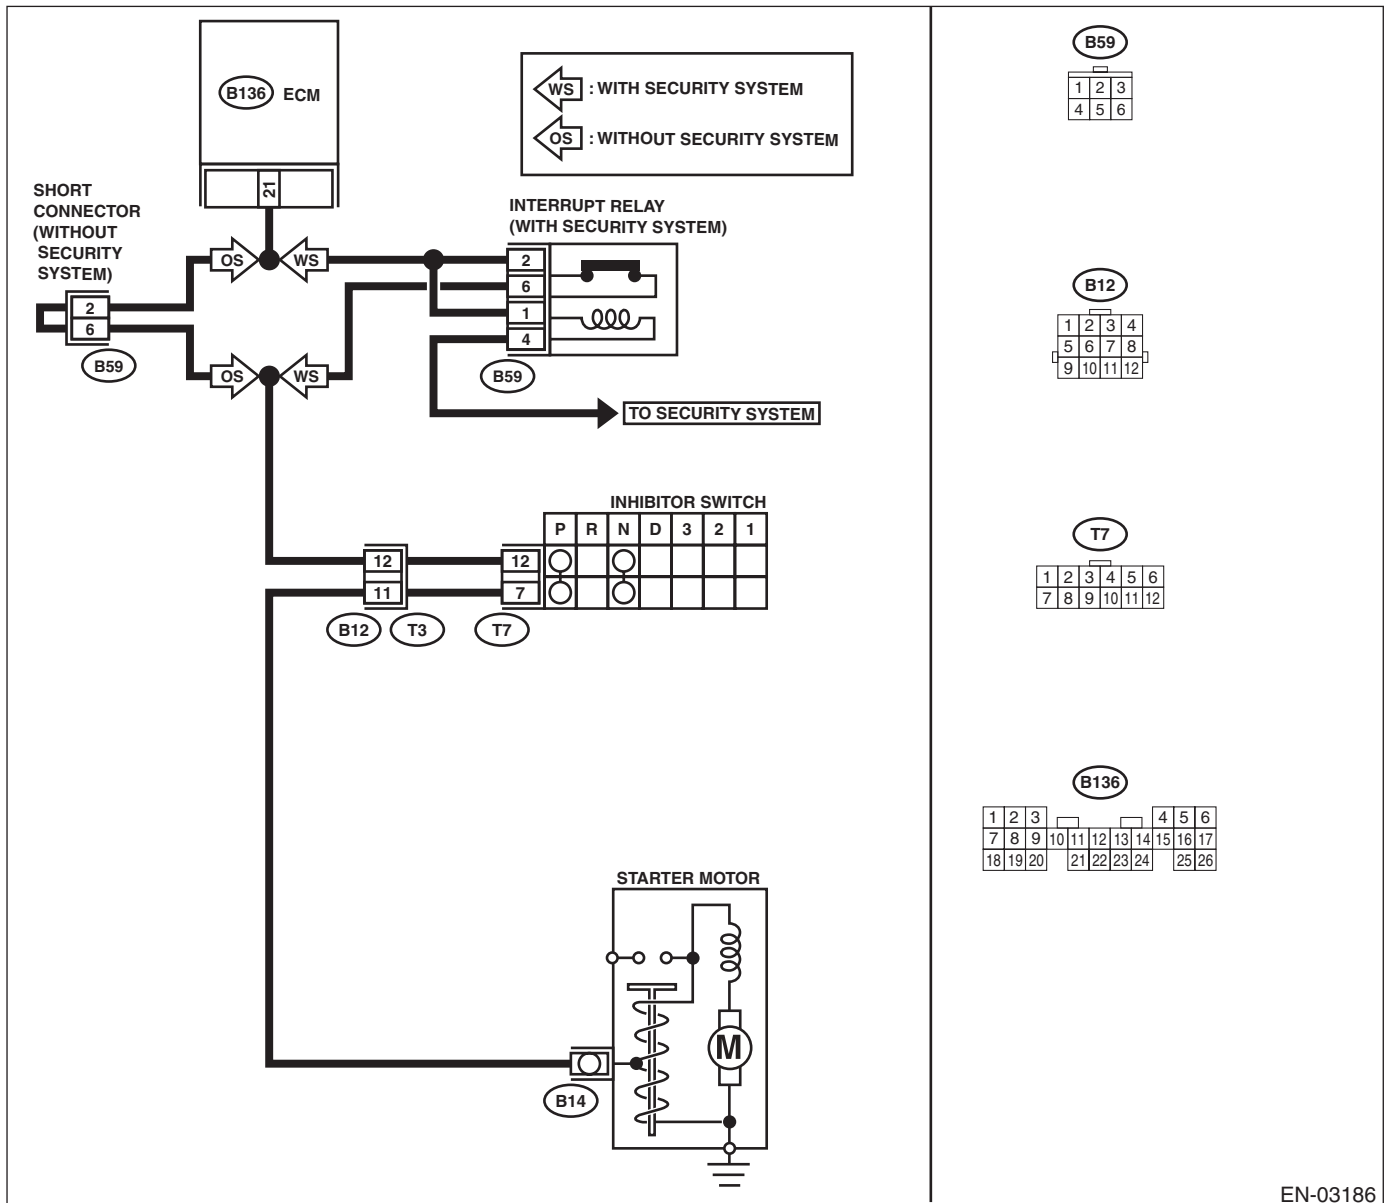 B136 ECM
21
WS : WITH SECURITY SYSTEM
OS : WITHOUT SECURITY SYSTEM
SHORT
CONNECTOR
(WITHOUT
SECURITY
SYSTEM)
INTERRUPT RELAY
(WITH SECURITY SYSTEM)
OS WS
2
6
B59
OS WS
2
6
1
4
B59
TO SECURITY SYSTEM
INHIBITOR SWITCH
P R N D 3 2 1
12 12
11 7
B12 T3 T7
STARTER MOTOR
M
B14
B59
1 2 3
4 5 6
B12
1 2 3 4
5 6 7 8
9 10 11 12
T7
1 2 3 4 5 6
7 8 9 10 11 12
B136
1 2 3 4 5 6
7 8 9 10 11 12 13 14 15 16 17
18 19 20 21 22 23 24 25 26
EN-03186